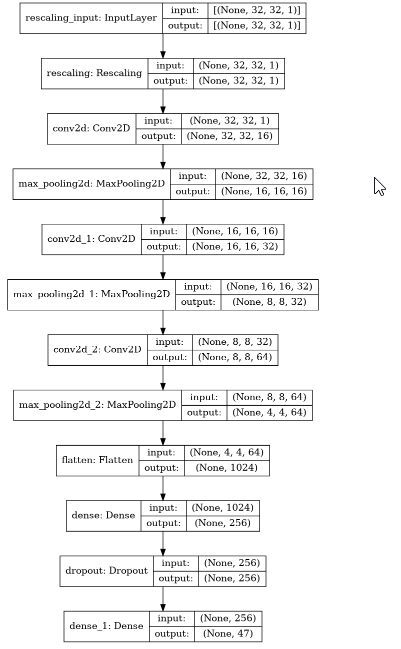 rescaling_input: InputLayer
input: [(None, 32, 32, 1)]
output: [(None, 32, 32, 1)]
rescaling: Rescaling
input: (None, 32, 32, 1)
output: (None, 32, 32, 1)
conv2d: Conv2D
input: (None, 32, 32, 1)
output: (None, 32, 32, 16)
max_pooling2d: MaxPooling2D
input: (None, 32, 32, 16)
output: (None, 16, 16, 16)
conv2d_1: Conv2D
input: (None, 16, 16, 16)
output: (None, 16, 16, 32)
max_pooling2d_1: MaxPooling2D
input: (None, 16, 16, 32)
output: (None, 8, 8, 32)
conv2d_2: Conv2D
input: (None, 8, 8, 32)
output: (None, 8, 8, 64)
max_pooling2d_2: MaxPooling2D
input: (None, 8, 8, 64)
output: (None, 4, 4, 64)
flatten: Flatten
input: (None, 4, 4, 64)
output: (None, 1024)
dense: Dense
input: (None, 1024)
output: (None, 256)
dropout: Dropout
input: (None, 256)
output: (None, 256)
dense_1: Dense
input: (None, 256)
output: (None, 47)